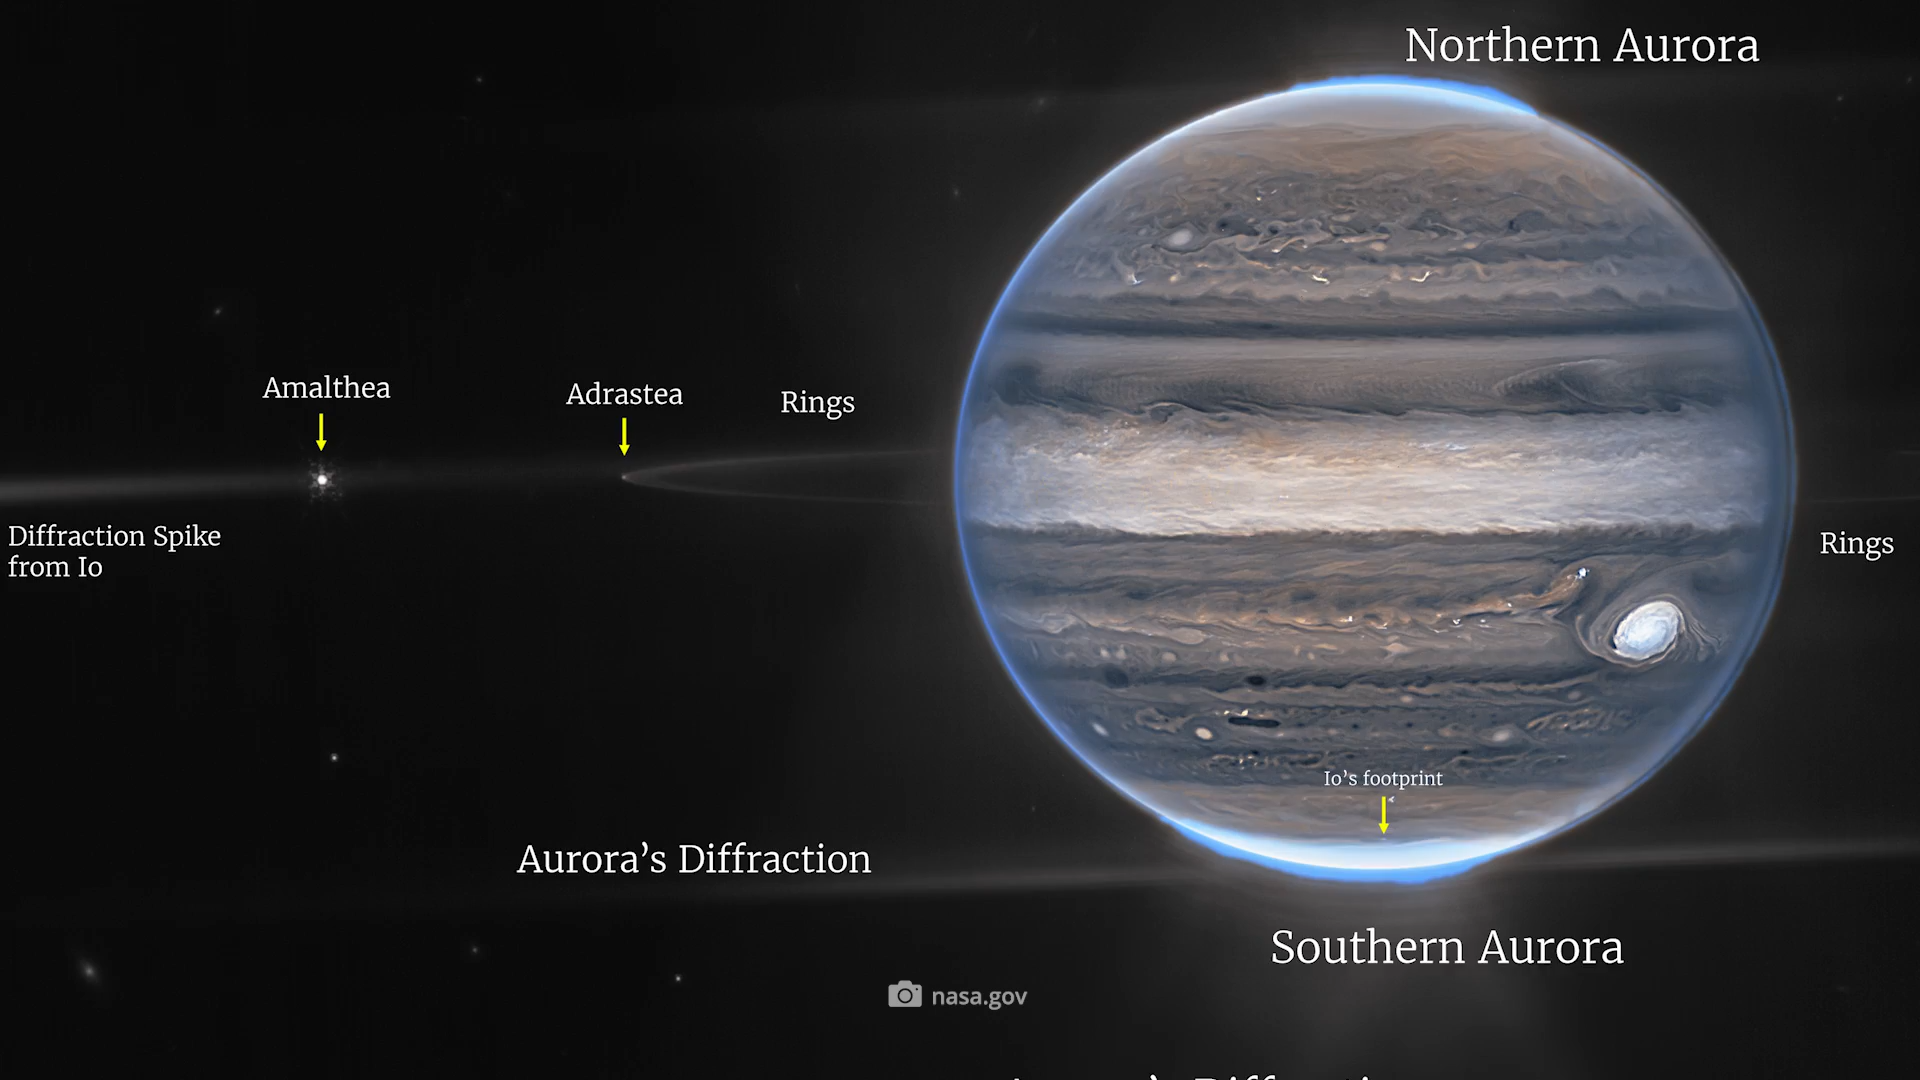 Northern Aurora
Amalthea
Adrastea
Rings
Diffraction Spike
from Io
Rings
Io’s footprint
Aurora’s Diffraction
Southern Aurora
nasa.gov